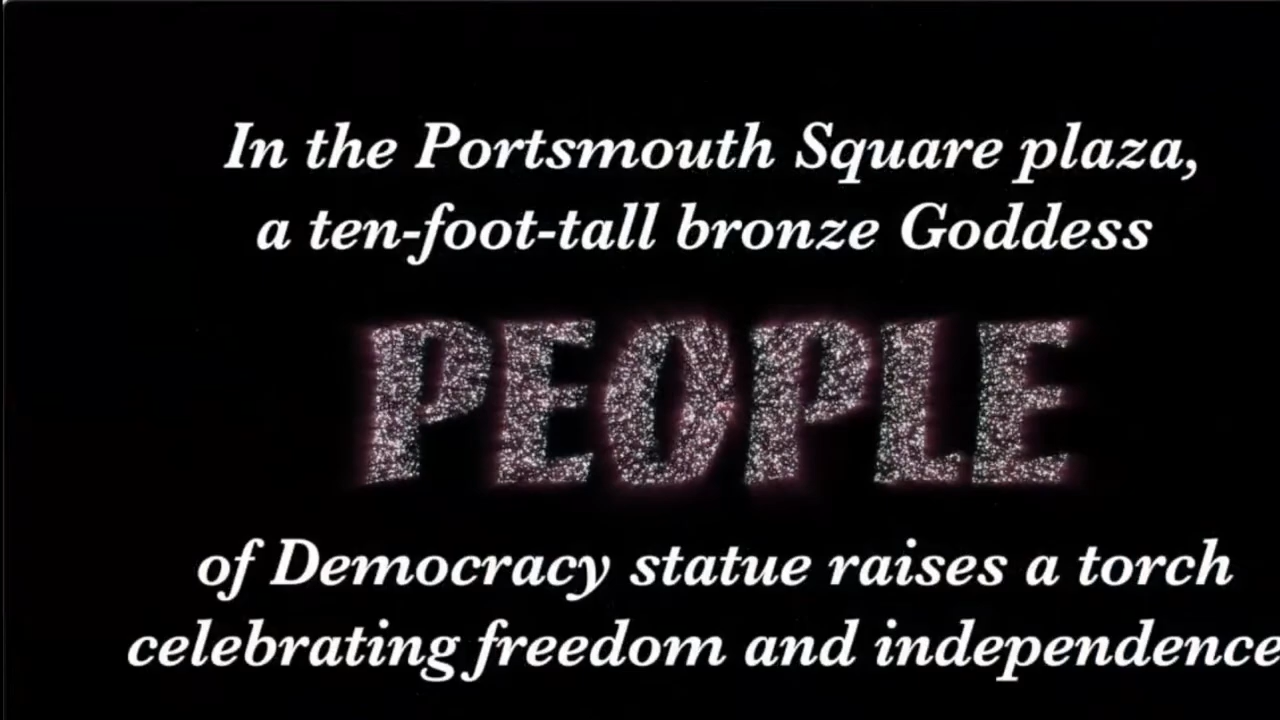 In the Portsmouth Square plaza,
a ten-foot-tall bronze Goddess
PEOPLE
of Democracy statue raises a torch
celebrating freedom and independence